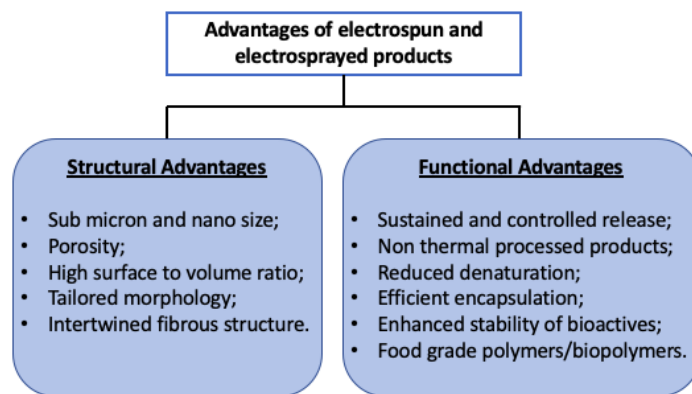 Advantages of electrospun and
electrosprayed products
Structural Advantages
• Sub micron and nano size;
• Porosity;
• High surface to volume ratio;
• Tailored morphology;
• Intertwined fibrous structure.
Functional Advantages
• Sustained and controlled release;
• Non thermal processed products;
• Reduced denaturation;
• Efficient encapsulation;
• Enhanced stability of bioactives;
• Food grade polymers/biopolymers.